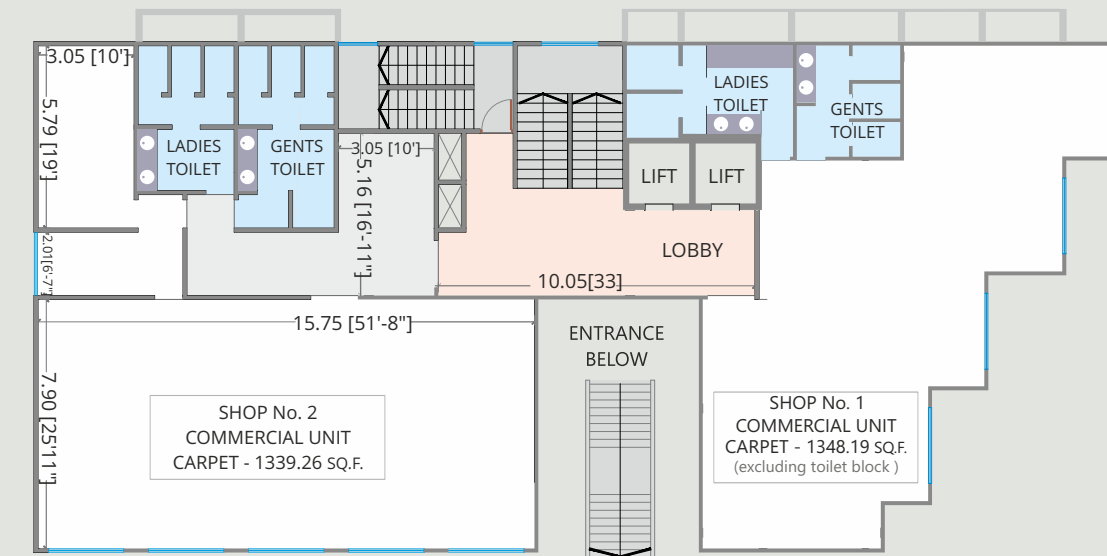 3.05 [10']
5.79 [19']
LADIES
TOILET
GENTS
TOILET
3.05 [10']
5.16 [16'-11"]
LADIES
TOILET
GENTS
TOILET
LIFT
LIFT
2.01[6'-7"]
LOBBY
10.05[33]
15.75 [51'-8"]
ENTRANCE
BELOW
7.90 [25'11"]
SHOP No. 2
COMMERCIAL UNIT
CARPET - 1339.26 SQ.F.
SHOP No. 1
COMMERCIAL UNIT
CARPET - 1348.19 SQ.F.
(excluding toilet block )